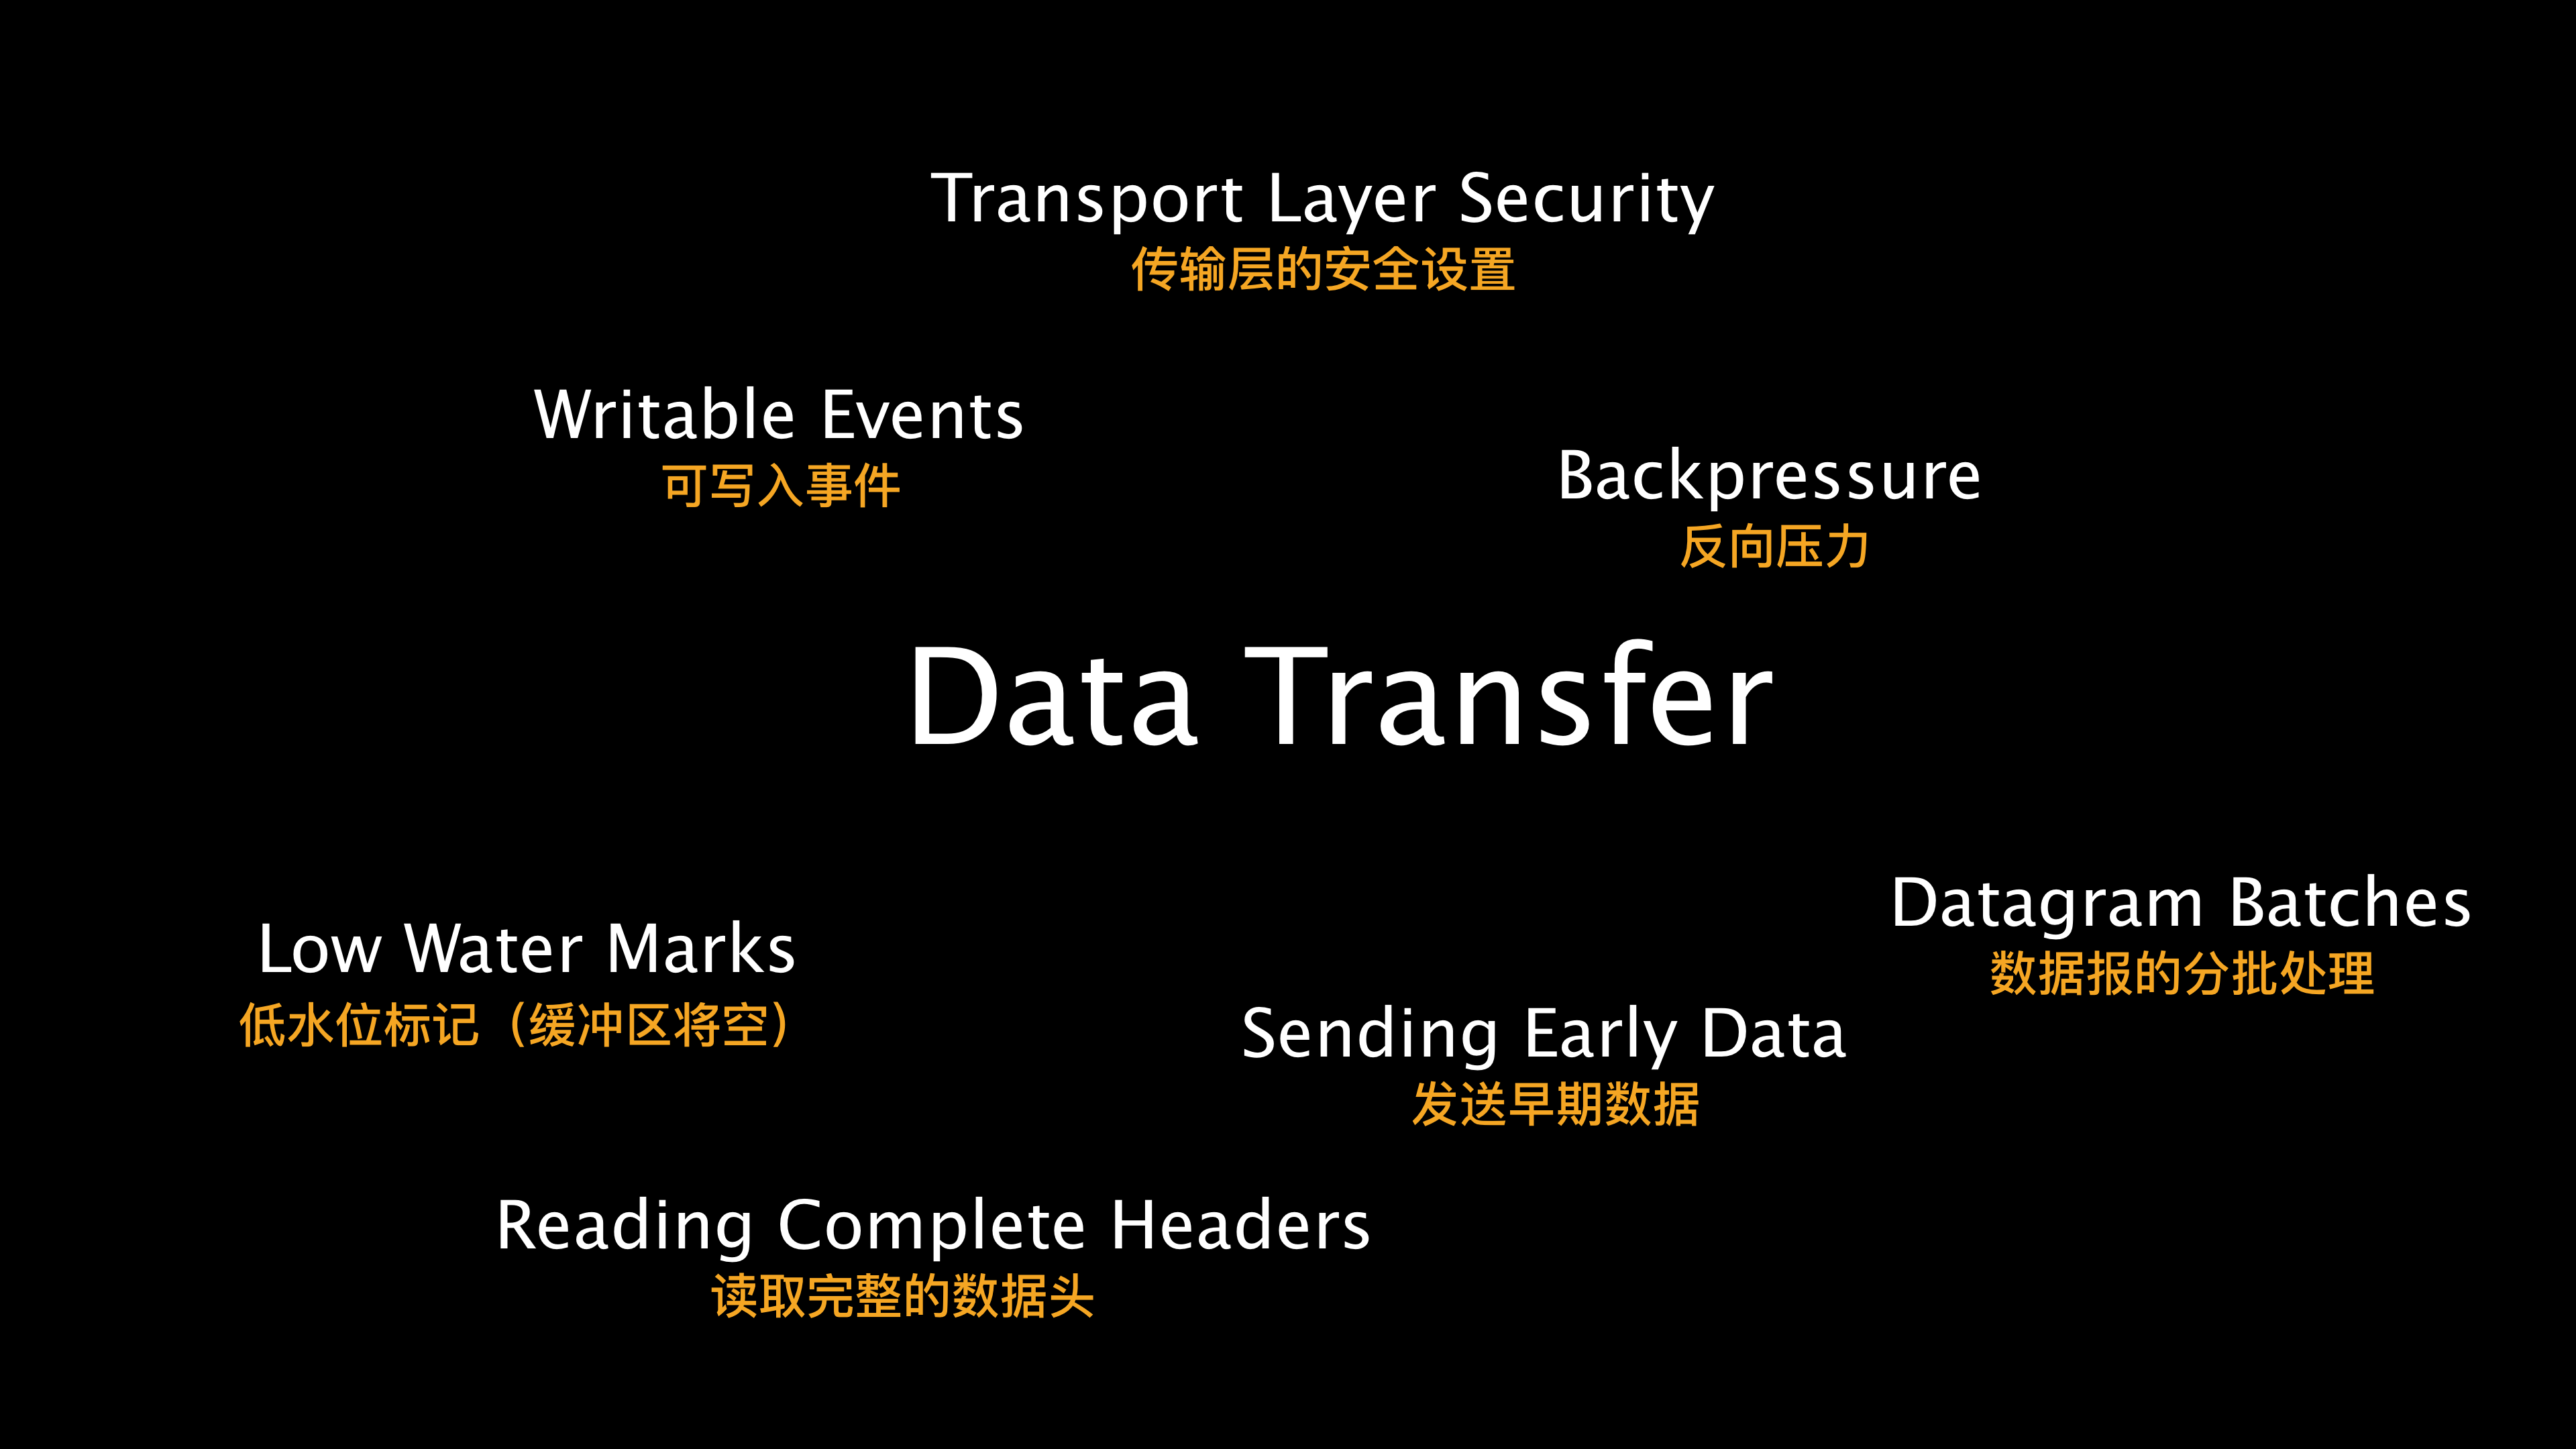 Transport Layer Security
传输层的安全设置
Writable Events
可写入事件
Backpressure
反向压力
Data Transfer
Datagram Batches
数据报的分批处理
Low Water Marks
低水位标记（缓冲区将空）
Sending Early Data
发送早期数据
Reading Complete Headers
读取完整的数据头